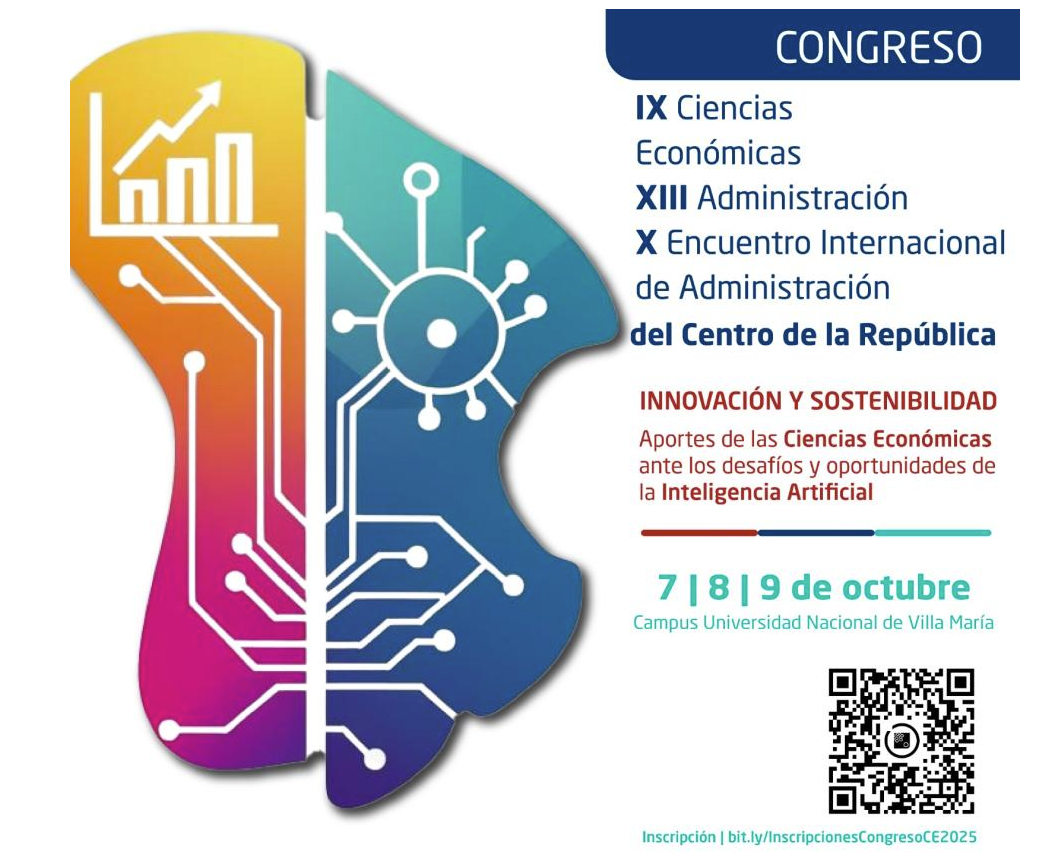 CONGRESO
IX Ciencias
Económicas
XIII Administración
X Encuentro Internacional
de Administración
del Centro de la República
INNOVACIÓN Y SOSTENIBILIDAD
Aportes de las Ciencias Económicas
ante los desafíos y oportunidades de
la Inteligencia Artificial
7 | 8 | 9 de octubre
Campus Universidad Nacional de Villa María
Inscripción | bit.ly/InscripcionesCongresoCE2025